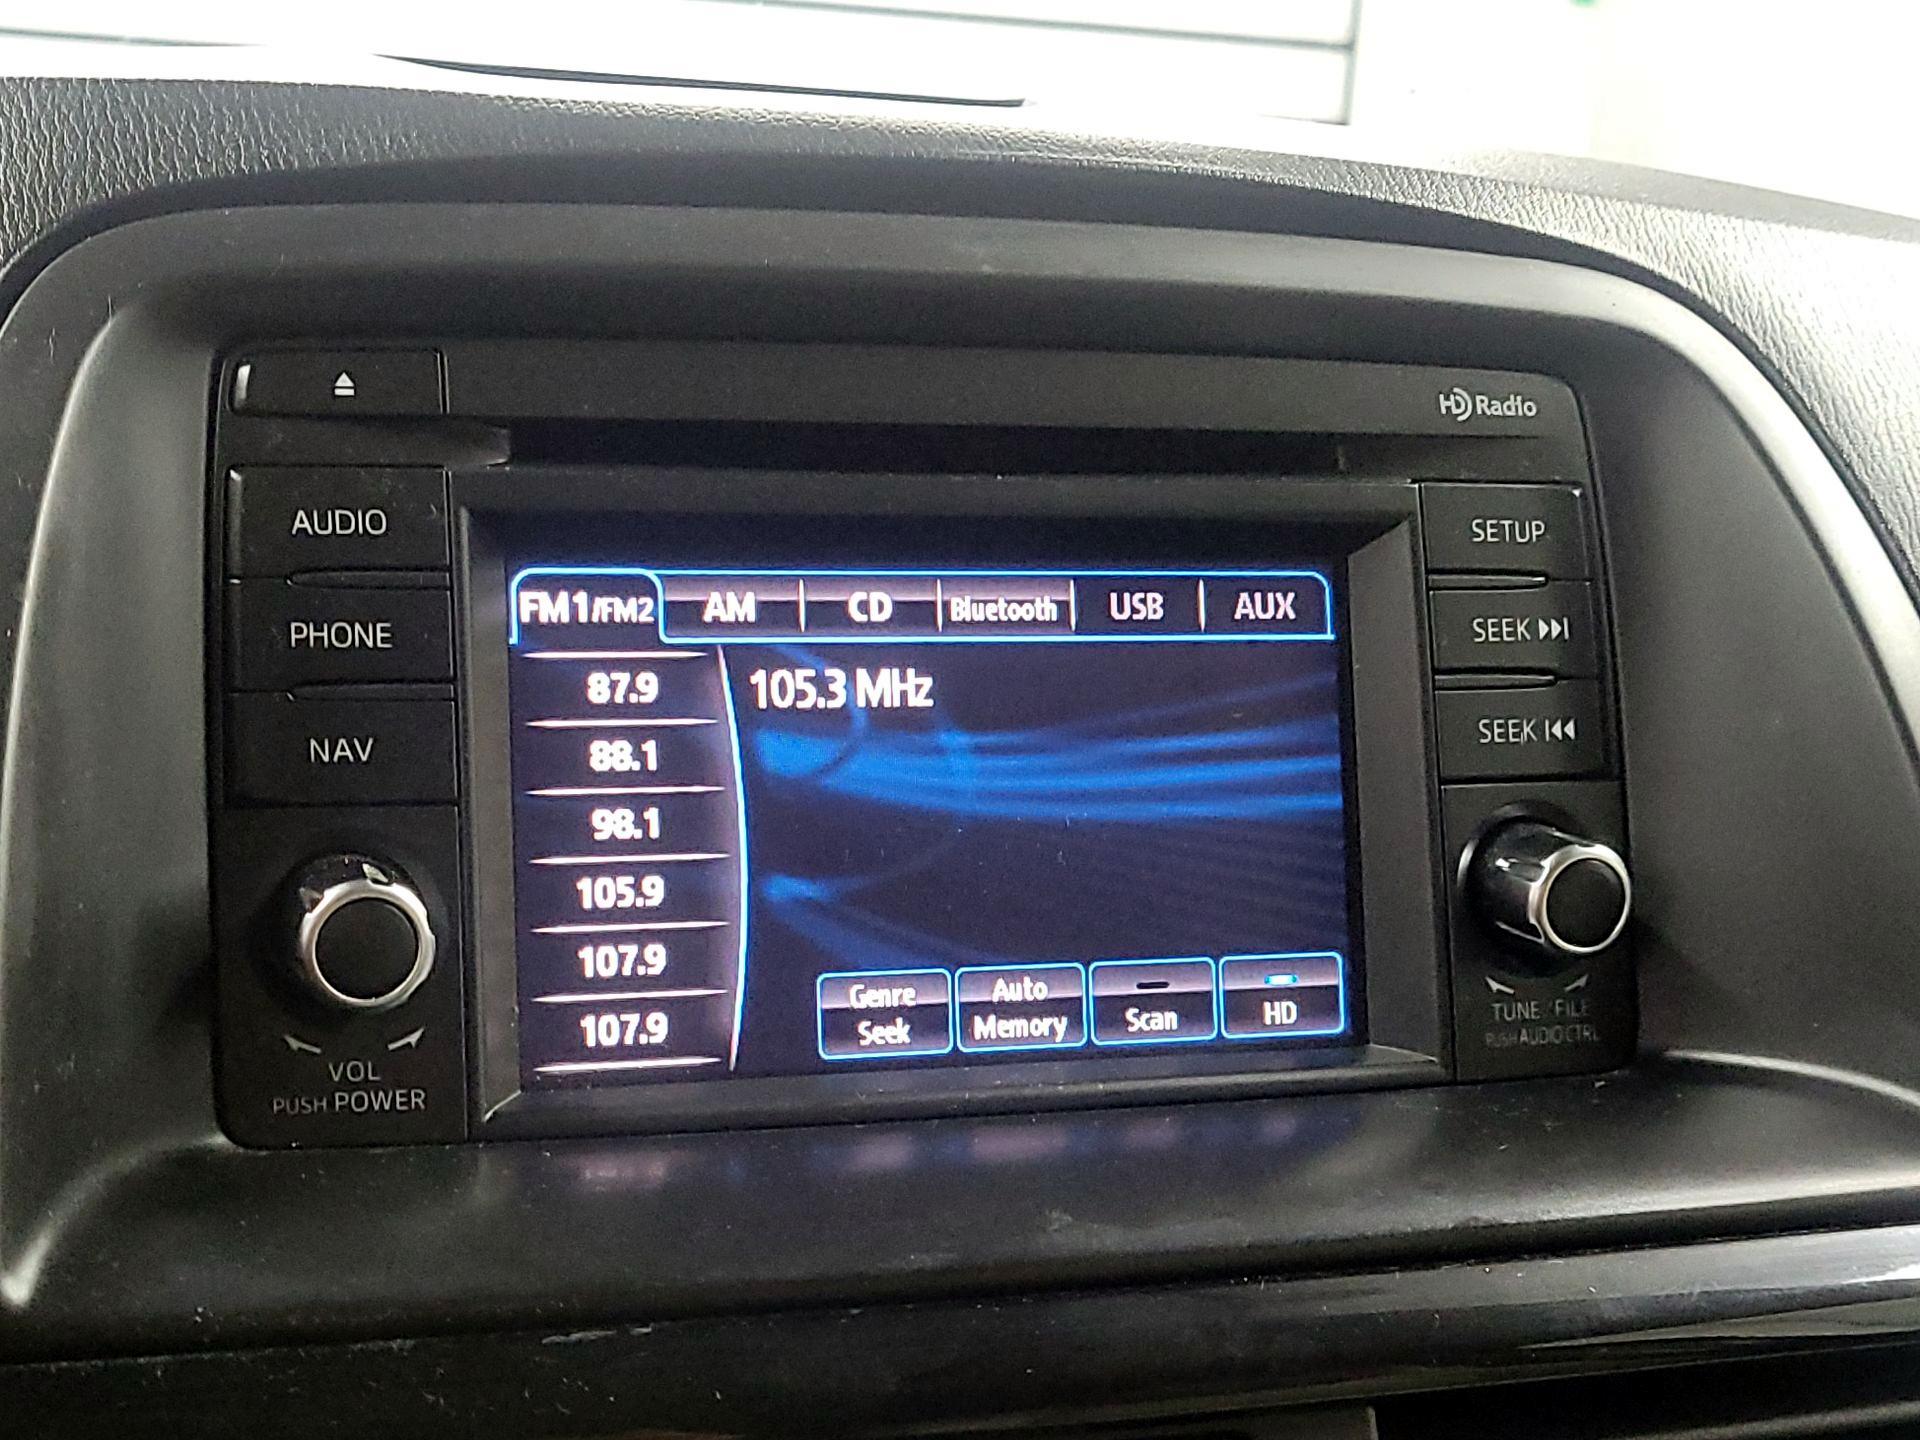 HD Radio
AUDIO
PHONE
NAV
VOL
PUSH POWER
FM1/FM2 AM CD Bluetooth USB AUX
87.9
88.1
98.1
105.9
107.9
107.9
105.3 MHz
Genre
Seek
Auto
Memory
Scan
HD
SETUP
SEEK
SEEK
TUNE/FILE
PUSH AUDIO CTRL